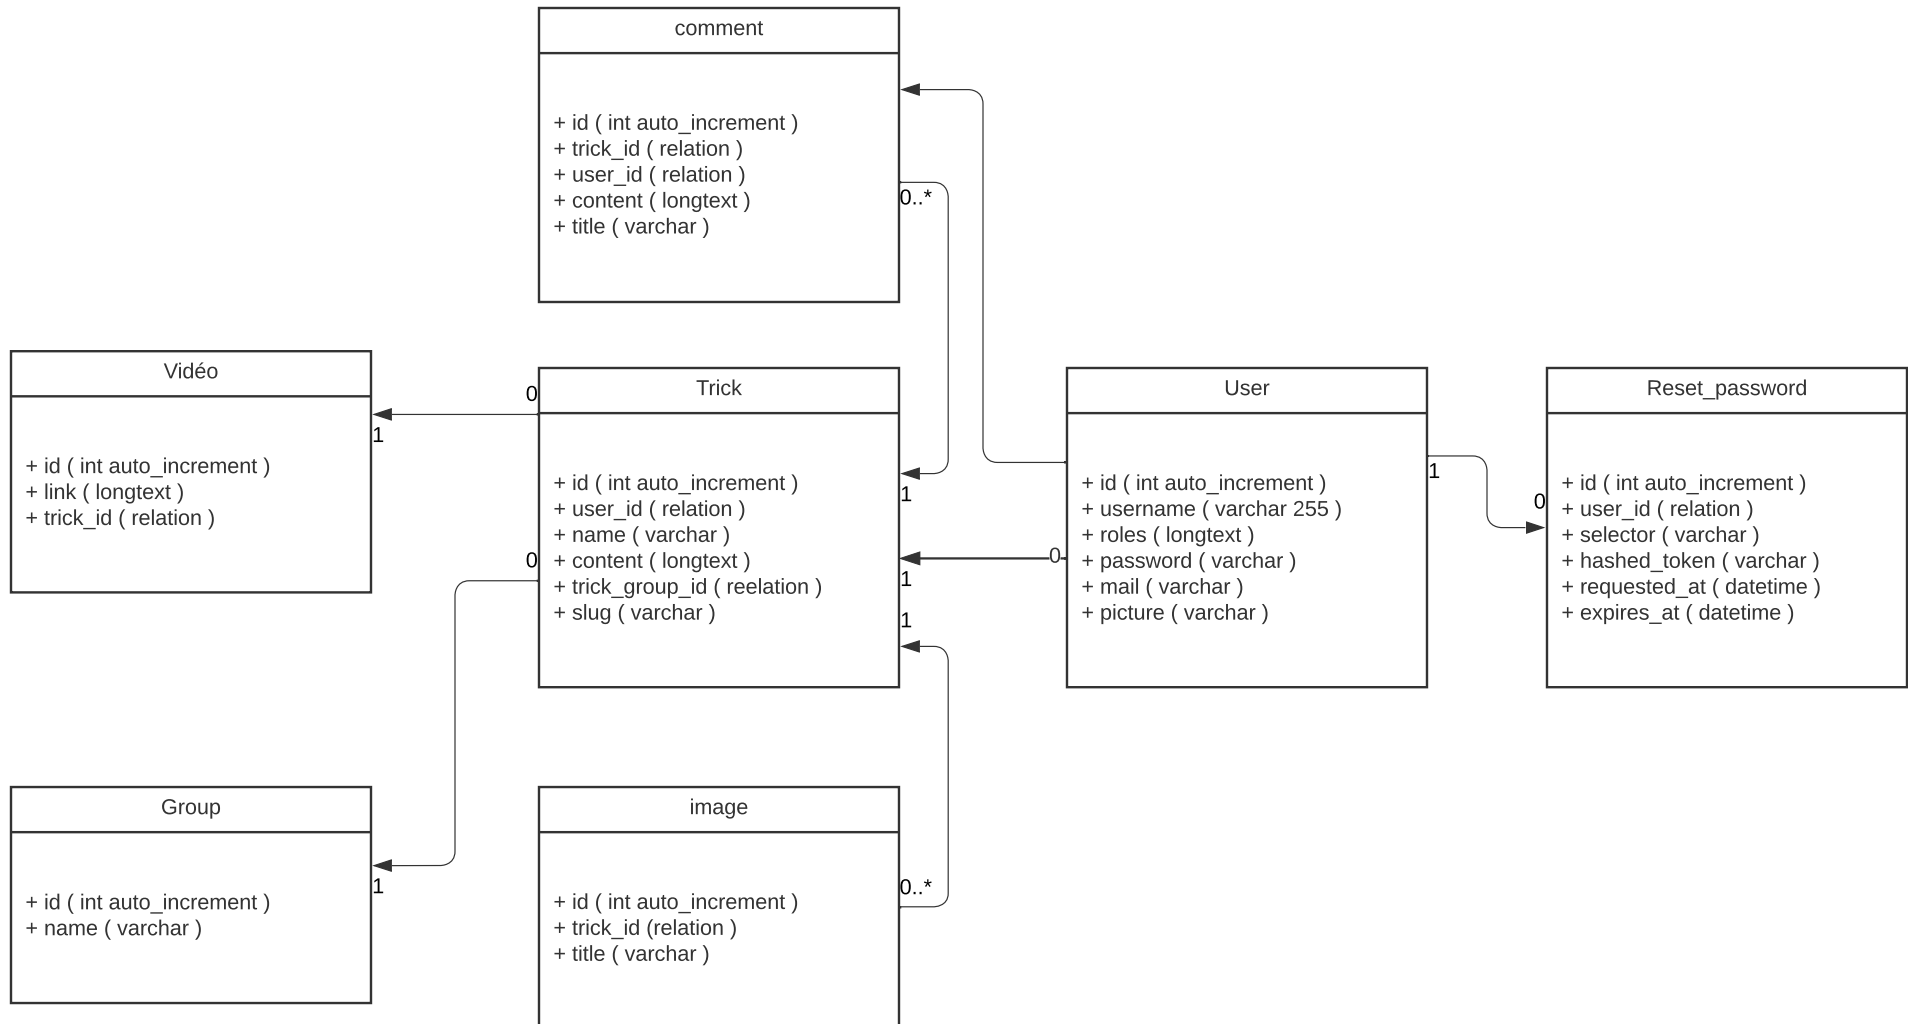 comment
+ id ( int auto_increment )
+ trick_id ( relation )
+ user_id ( relation )
+ content ( longtext )
+ title ( varchar )
0..*
Vidéo
+ id ( int auto_increment )
+ link ( longtext )
+ trick_id ( relation )
0
1
Trick
+ id ( int auto_increment )
+ user_id ( relation )
+ name ( varchar )
+ content ( longtext )
+ trick_group_id ( reelation )
+ slug ( varchar )
0
1
1
1
0
User
+ id ( int auto_increment )
+ username ( varchar 255 )
+ roles ( longtext )
+ password ( varchar )
+ mail ( varchar )
+ picture ( varchar )
1
0
Reset_password
+ id ( int auto_increment )
+ user_id ( relation )
+ selector ( varchar )
+ hashed_token ( varchar )
+ requested_at ( datetime )
+ expires_at ( datetime )
Group
+ id ( int auto_increment )
+ name ( varchar )
1
image
+ id ( int auto_increment )
+ trick_id (relation )
+ title ( varchar )
0..*